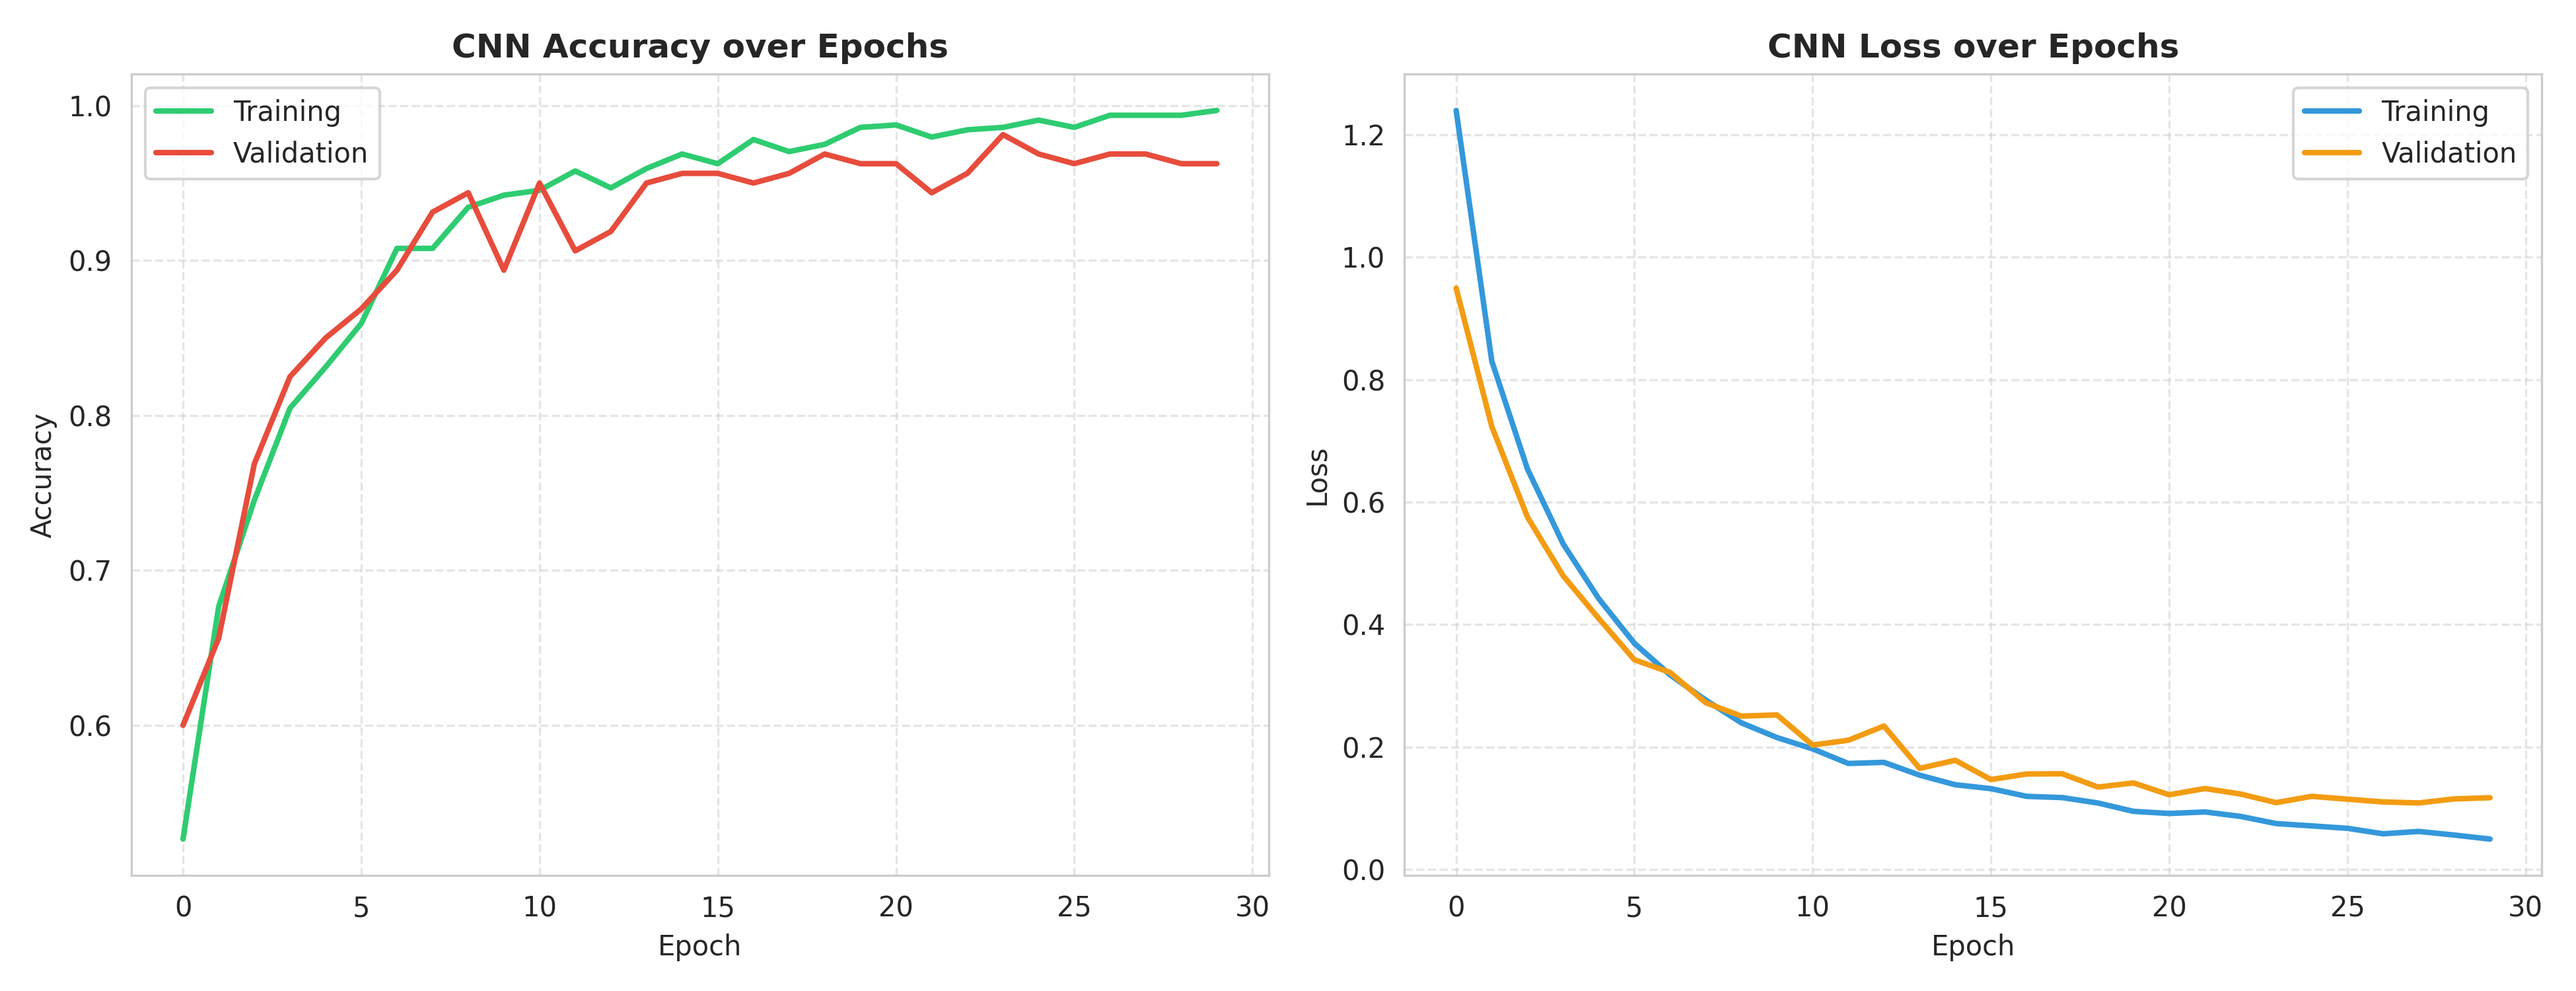 CNN Accuracy over Epochs
Training
Validation
1.0
0.9
0.8
0.7
0.6
Accuracy
0 5 10 15 20 25 30
Epoch
CNN Loss over Epochs
Training
Validation
1.2
1.0
0.8
0.6
0.4
0.2
0.0
Loss
0 5 10 15 20 25 30
Epoch